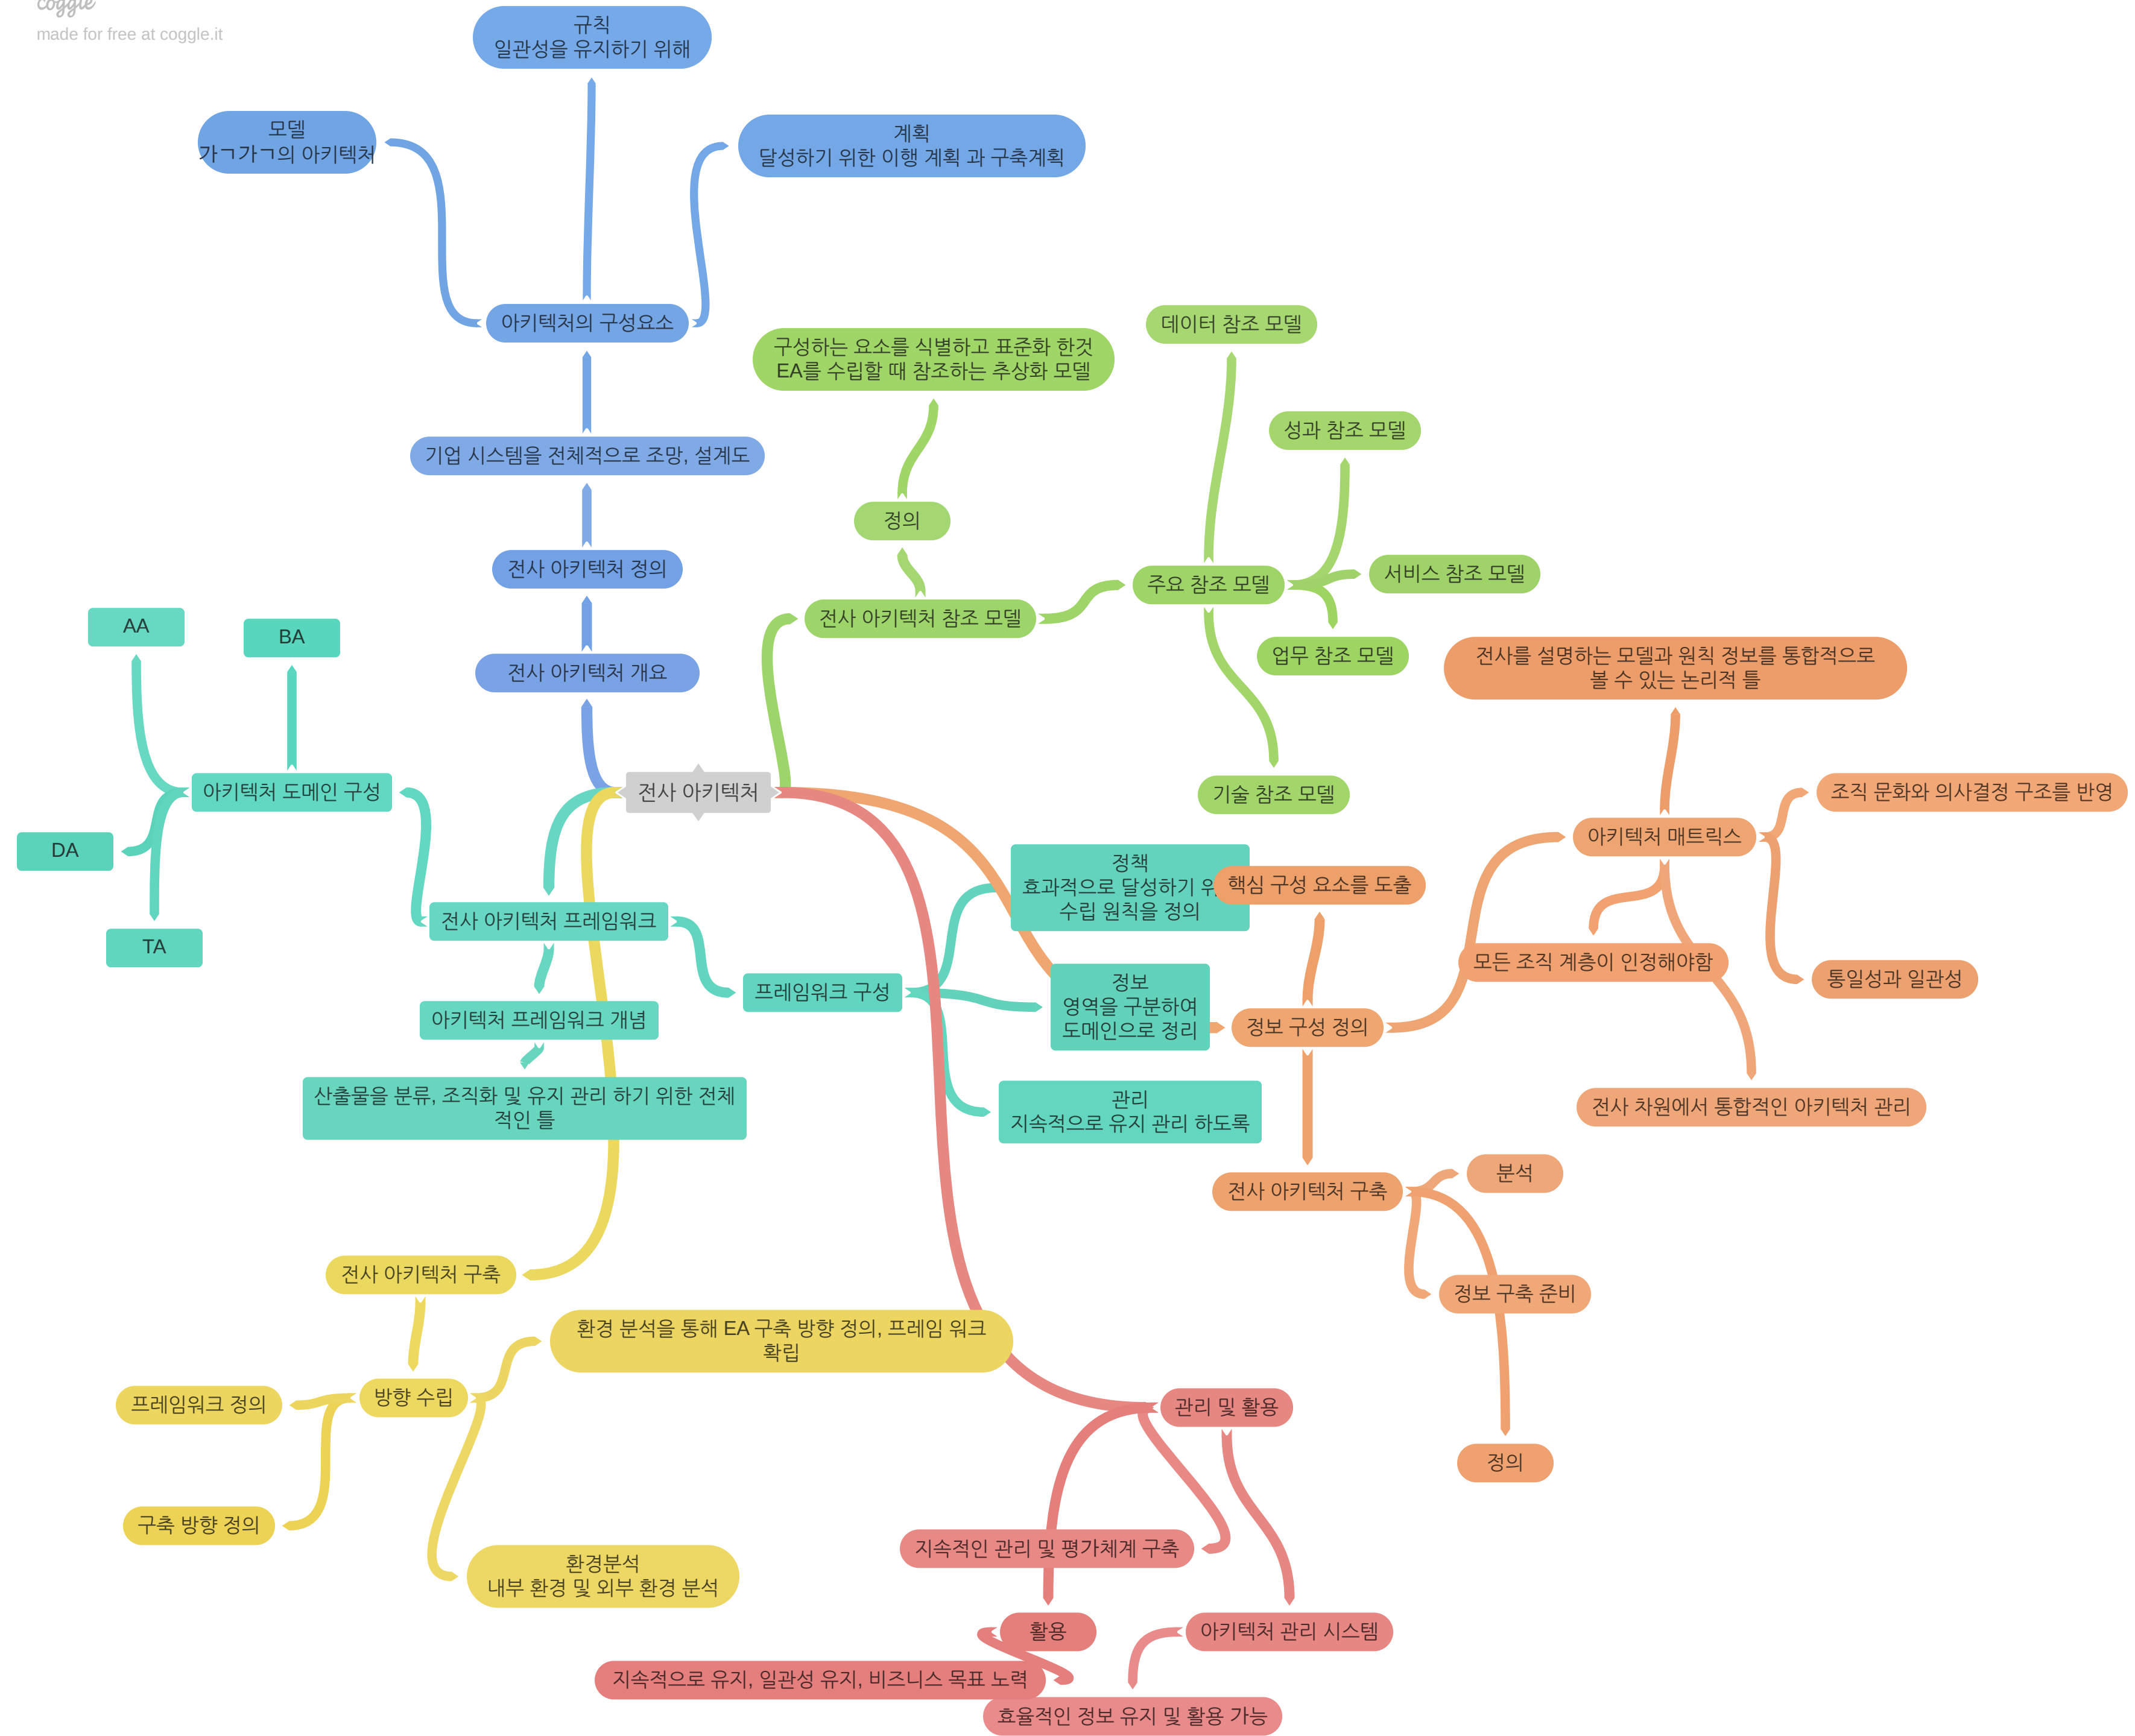 coggle
made for free at coggle.it
규칙
일관성을 유지하기 위해
모델
가ㄱ가ㄱ의 아키텍처
계획
달성하기 위한 이행 계획 과 구축계획
아키텍처의 구성요소
기업 시스템을 전체적으로 조망, 설계도
전사 아키텍처 정의
전사 아키텍처 개요
구성하는 요소를 식별하고 표준화 한것
EA를 수립할 때 참조하는 추상화 모델
정의
전사 아키텍처 참조 모델
데이터 참조 모델
성과 참조 모델
주요 참조 모델
서비스 참조 모델
업무 참조 모델
기술 참조 모델
AA
BA
아키텍처 도메인 구성
DA
TA
전사 아키텍처
전사 아키텍처 프레임워크
아키텍처 프레임워크 개념
산출물을 분류, 조직화 및 유지 관리 하기 위한 전체
적인 틀
프레임워크 구성
정책
효과적으로 달성하기
수립 원칙을 정의
정보
영역을 구분하여
도메인으로 정리
관리
지속적으로 유지 관리 하도록
핵심 구성 요소를 도출
정보 구성 정의
전사를 설명하는 모델과 원칙 정보를 통합적으로
볼 수 있는 논리적 틀
아키텍처 매트릭스
조직 문화와 의사결정 구조를 반영
모든 조직 계층이 인정해야함
통일성과 일관성
전사 차원에서 통합적인 아키텍처 관리
전사 아키텍처 구축
분석
정보 구축 준비
정의
전사 아키텍처 구축
환경 분석을 통해 EA 구축 방향 정의, 프레임 워크
확립
방향 수립
프레임워크 정의
구축 방향 정의
환경분석
내부 환경 및 외부 환경 분석
관리 및 활용
지속적인 관리 및 평가체계 구축
활용
아키텍처 관리 시스템
지속적으로 유지, 일관성 유지, 비즈니스 목표 노력
효율적인 정보 유지 및 활용 가능